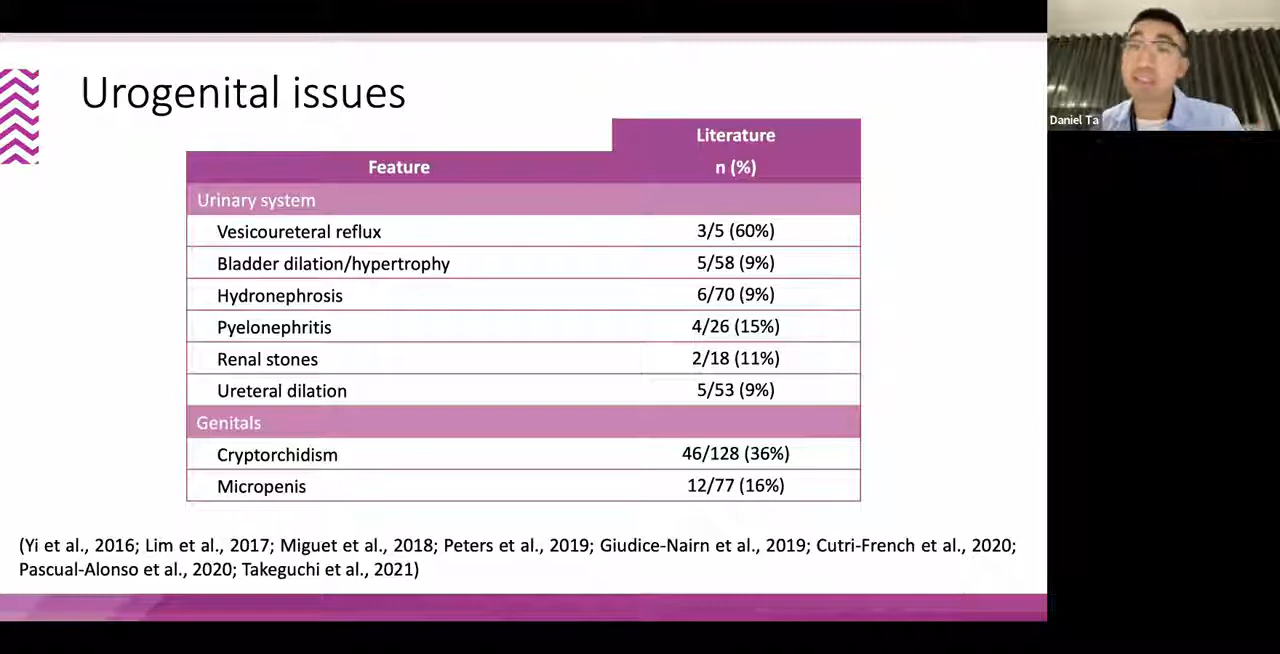 Urogenital issues
Literature
Feature n (%)
Urinary system
Vesicoureteral reflux 3/5 (60%)
Bladder dilation/hypertrophy 5/58 (9%)
Hydronephrosis 6/70 (9%)
Pyelonephritis 4/26 (15%)
Renal stones 2/18 (11%)
Ureteral dilation 5/53 (9%)
Genitals
Cryptorchidism 46/128 (36%)
Micropenis 12/77 (16%)
(Yi et al., 2016; Lim et al., 2017; Miguet et al., 2018; Peters et al., 2019; Giudice-Nairn et al., 2019; Cutri-French et al., 2020;
Pascual-Alonso et al., 2020; Takeguchi et al., 2021)
Daniel Ta